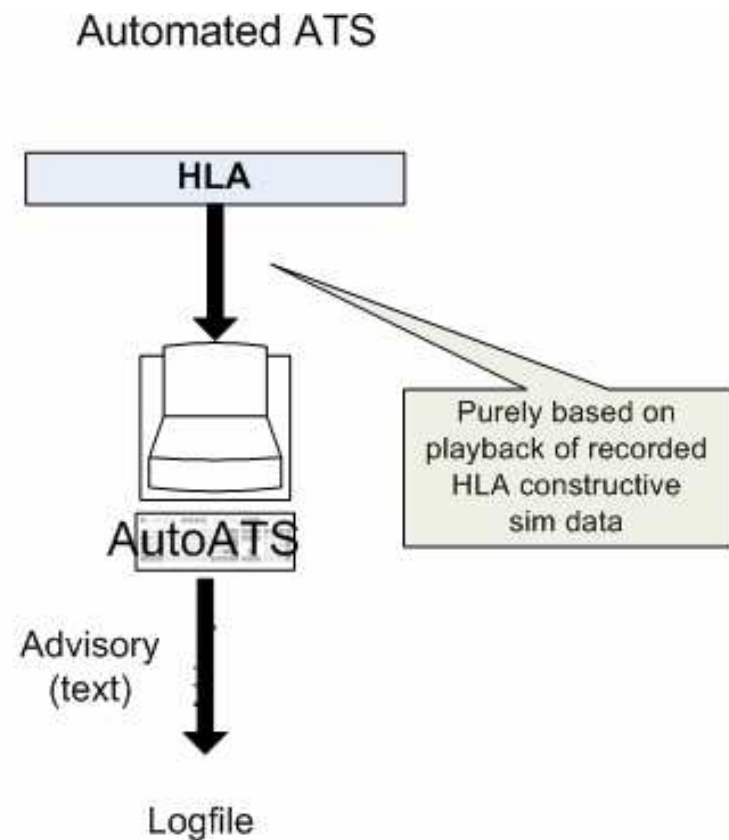 Automated ATS
HLA
Purely based on
playback of recorded
HLA constructive
sim data
AutoATS
Advisory
(text)
Logfile